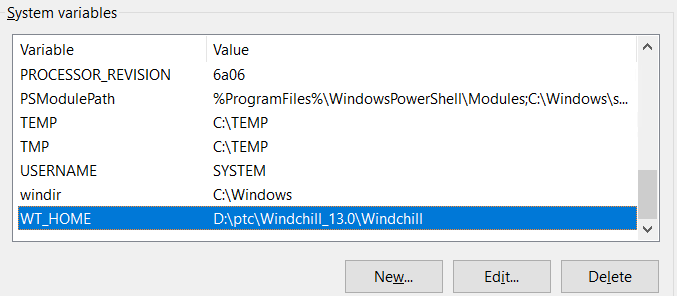 System variables
Variable Value
PROCESSOR_REVISION 6a06
PSModulePath %ProgramFiles%\WindowsPowerShell\Modules;C:\Windows\s...
TEMP C:\TEMP
TMP C:\TEMP
USERNAME SYSTEM
windir C:\Windows
WT_HOME D:\ptc\Windchill_13.0\Windchill
New... Edit... Delete